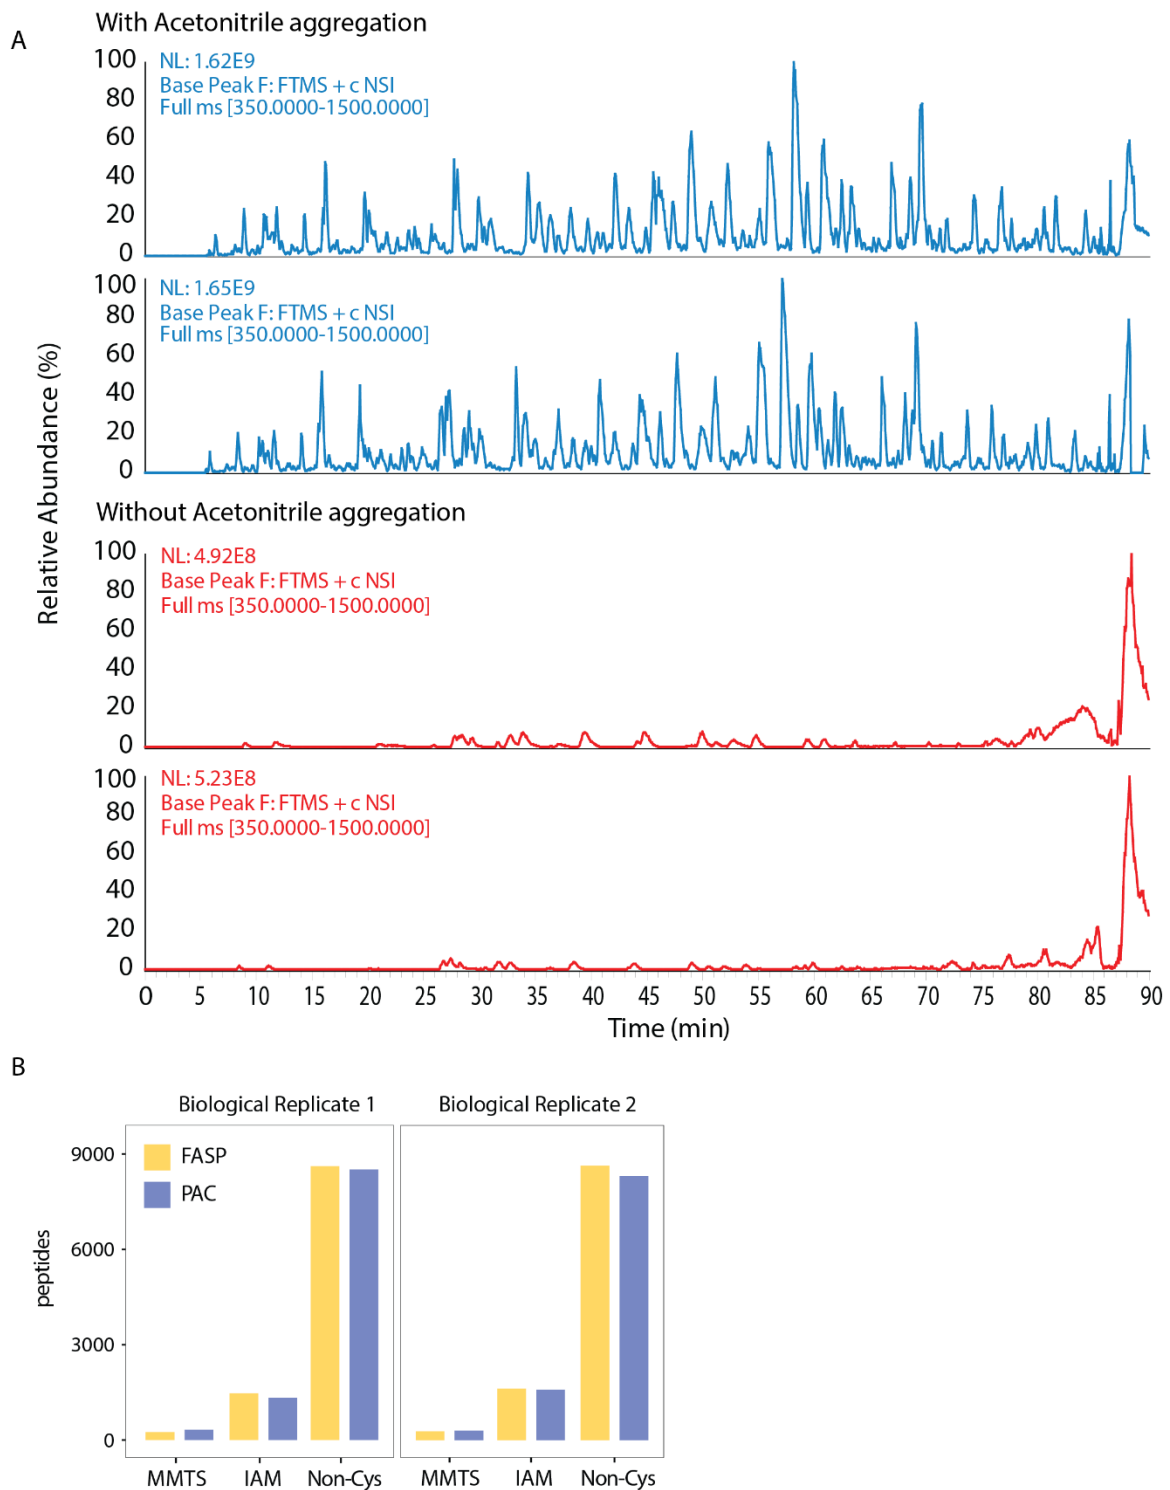 A
With Acetonitrile aggregation
Relative Abundance (%)
100
80
60
40
20
0
NL: 1.62E9
Base Peak F: FTMS + c NSI
Full ms [350.0000-1500.0000]
100
80
60
40
20
0
NL: 1.65E9
Base Peak F: FTMS + c NSI
Full ms [350.0000-1500.0000]
Without Acetonitrile aggregation
100
80
60
40
20
0
NL: 4.92E8
Base Peak F: FTMS + c NSI
Full ms [350.0000-1500.0000]
100
80
60
40
20
0
NL: 5.23E8
Base Peak F: FTMS + c NSI
Full ms [350.0000-1500.0000]
0 5 10 15 20 25 30 35 40 45 50 55 60 65 70 75 80 85 90
Time (min)
B
Biological Replicate 1 Biological Replicate 2
peptides
9000
6000
3000
0
FASP
PAC
MMTS IAM Non-Cys MMTS IAM Non-Cys